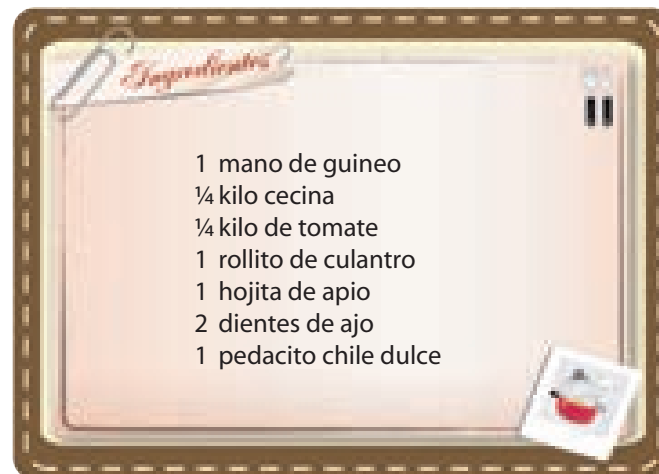 Ingredientes
1 mano de guineo
¼ kilo cecina
¼ kilo de tomate
1 rollito de culantro
1 hojita de apio
2 dientes de ajo
1 pedacito chile dulce